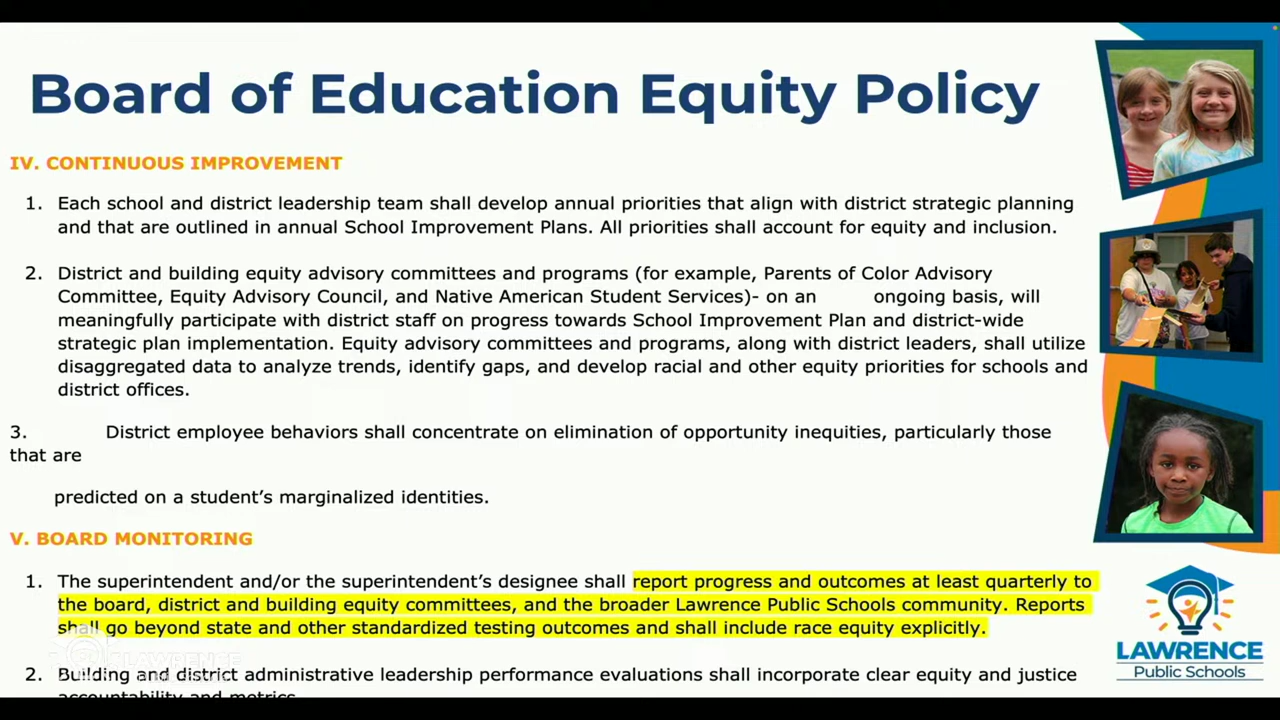 Board of Education Equity Policy
IV. CONTINUOUS IMPROVEMENT
1. Each school and district leadership team shall develop annual priorities that align with district strategic planning
and that are outlined in annual School Improvement Plans. All priorities shall account for equity and inclusion.
2. District and building equity advisory committees and programs (for example, Parents of Color Advisory
Committee, Equity Advisory Council, and Native American Student Services)- on an ongoing basis, will
meaningfully participate with district staff on progress towards School Improvement Plan and district-wide
strategic plan implementation. Equity advisory committees and programs, along with district leaders, shall utilize
disaggregated data to analyze trends, identify gaps, and develop racial and other equity priorities for schools and
district offices.
3. District employee behaviors shall concentrate on elimination of opportunity inequities, particularly those
that are
predicted on a student's marginalized identities.
V. BOARD MONITORING
1. The superintendent and/or the superintendent's designee shall report progress and outcomes at least quarterly to
the board, district and building equity committees, and the broader Lawrence Public Schools community. Reports
shall go beyond state and other standardized testing outcomes and shall include race equity explicitly.
2. Building and district administrative leadership performance evaluations shall incorporate clear equity and justice
accountability and metrics.
LAWRENCE
Public Schools
LAWRENCE